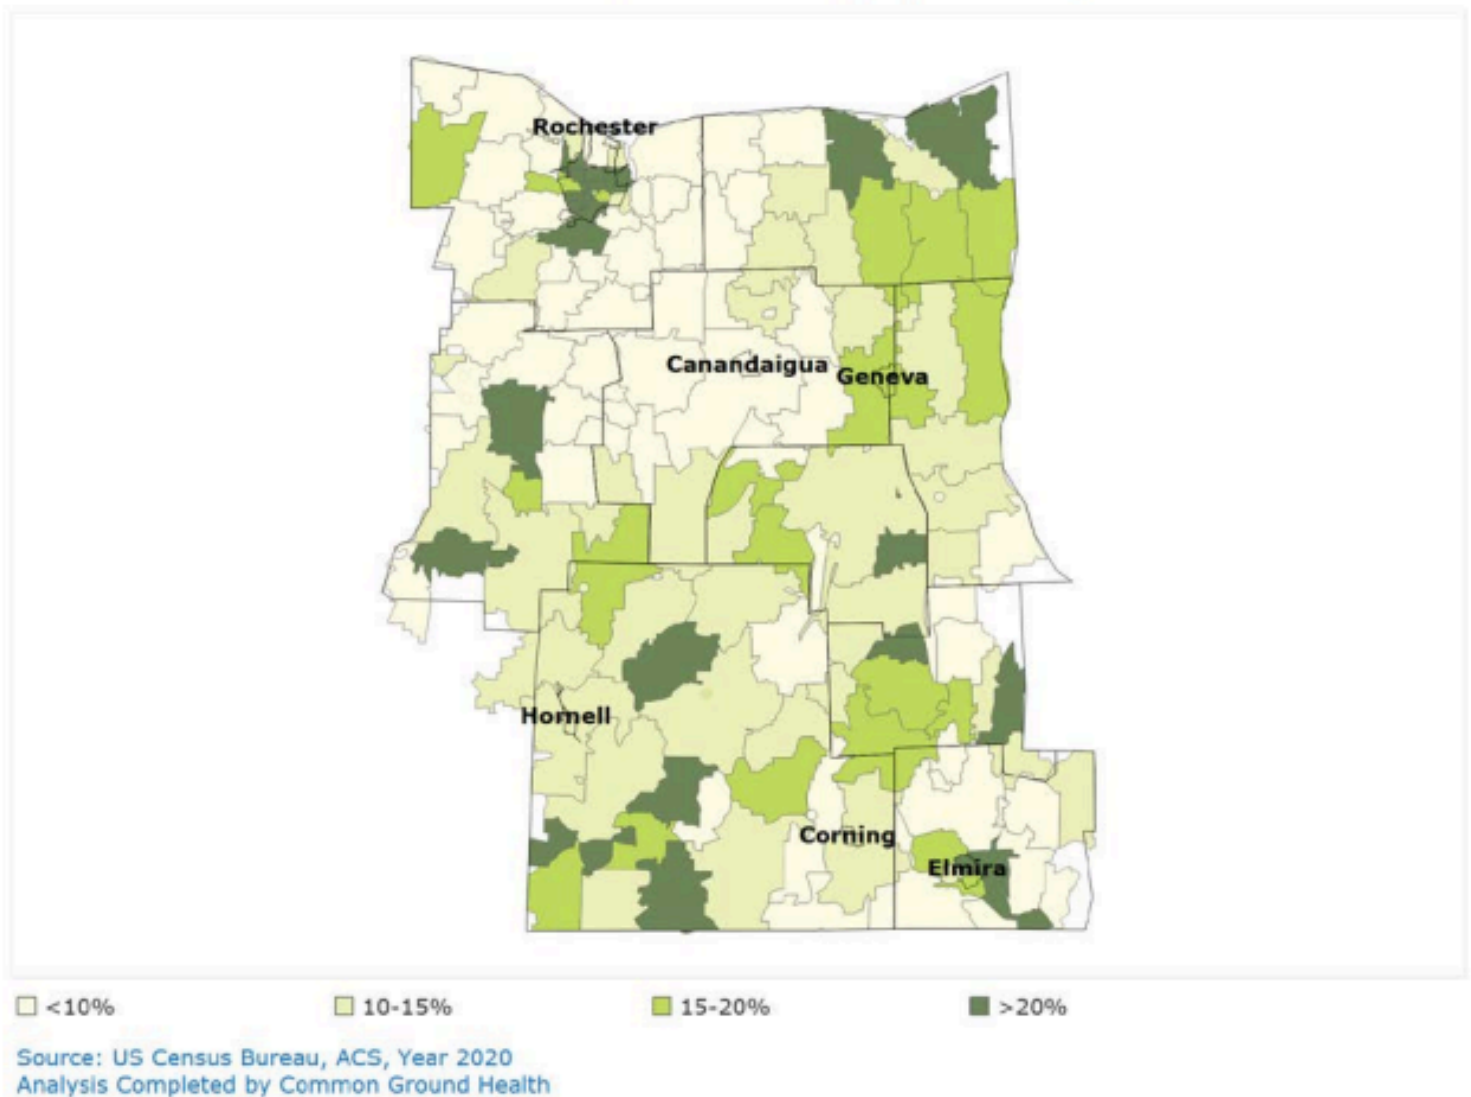 Rochester
Canandaigua
Geneva
Hornell
Corning
Elmira
<10%
10-15%
15-20%
>20%
Source: US Census Bureau, ACS, Year 2020
Analysis Completed by Common Ground Health